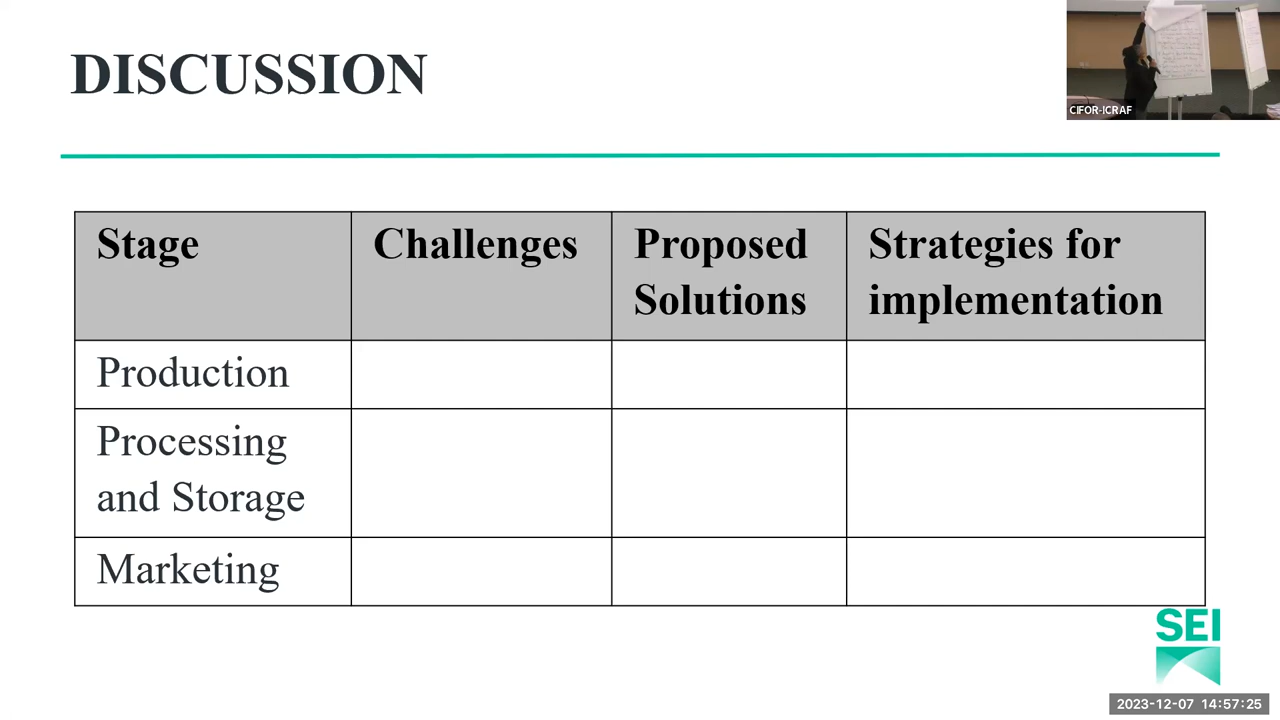 DISCUSSION
CIFOR-ICRAF
Stage
Challenges
Proposed
Solutions
Strategies for
implementation
Production
Processing
and Storage
Marketing
SEI
2023-12-07 14:57:25